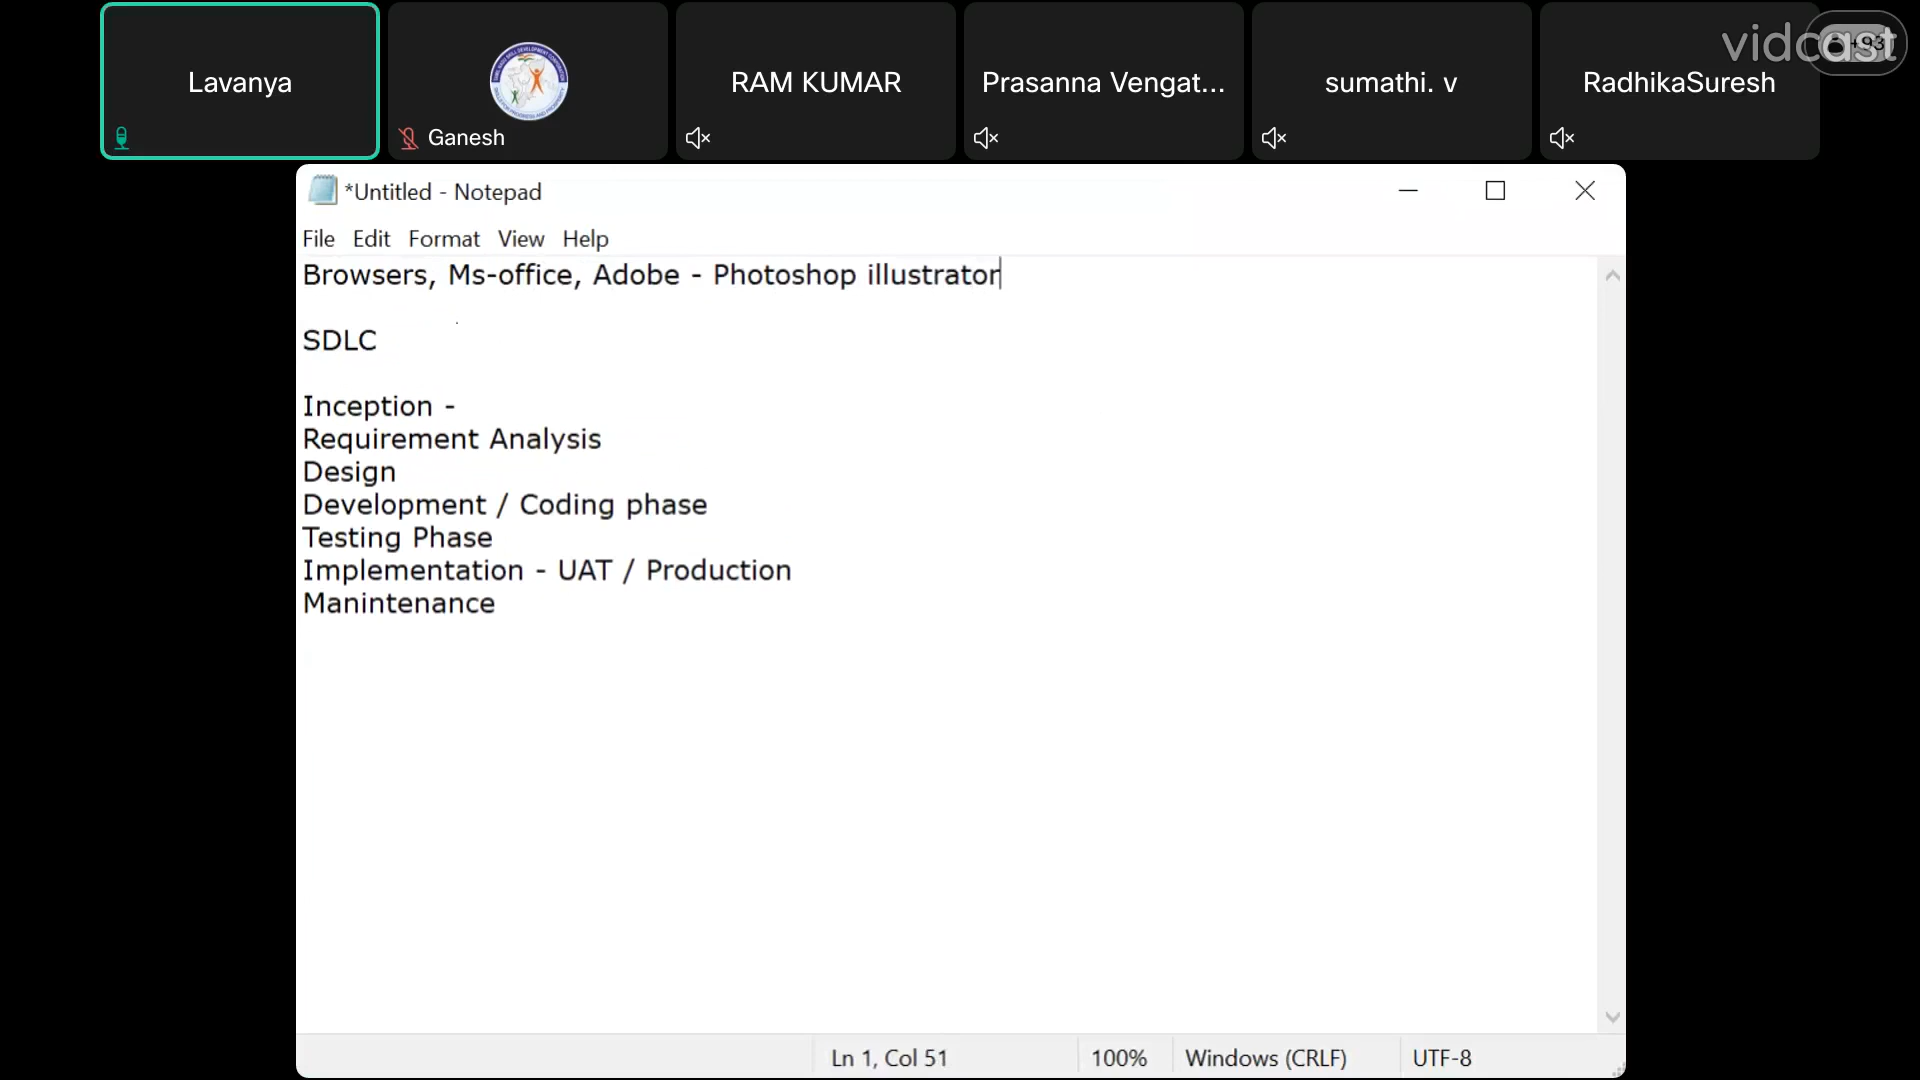 Lavanya
Ganesh
RAM KUMAR
Prasanna Vengat...
sumathi. v
RadhikaSuresh
vidcast
+93
*Untitled - Notepad
File Edit Format View Help
Browsers, Ms-office, Adobe - Photoshop illustrator
SDLC
Inception -
Requirement Analysis
Design
Development / Coding phase
Testing Phase
Implementation - UAT / Production
Manintenance
Ln 1, Col 51 100% Windows (CRLF) UTF-8